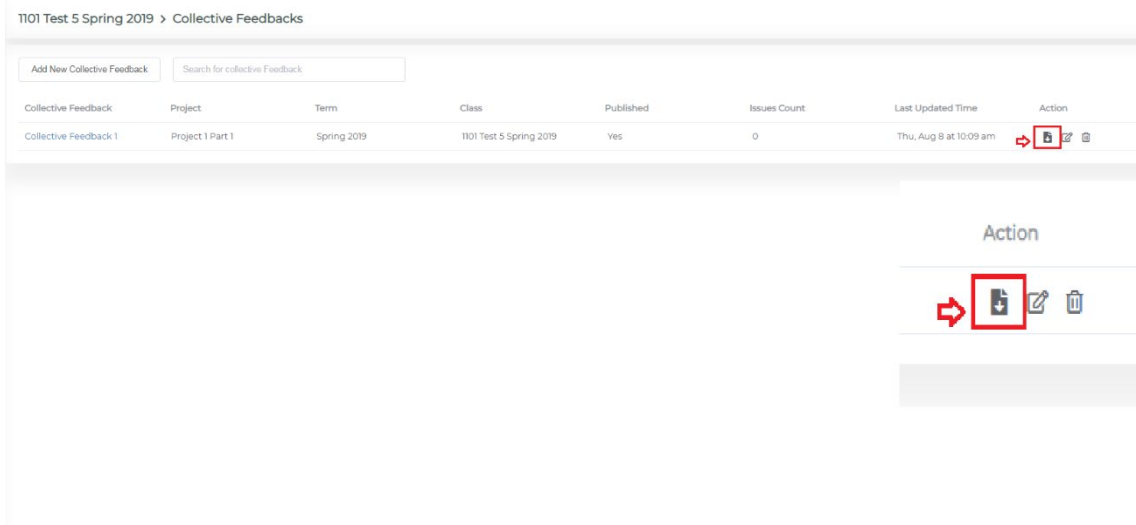 1101 Test 5 Spring 2019 > Collective Feedbacks
Add New Collective Feedback Search for collective Feedback
Collective Feedback Project Term Class Published Issues Count Last Updated Time Action
Collective Feedback 1 Project 1 Part 1 Spring 2019 1101 Test 5 Spring 2019 Yes 0 Thu, Aug 8 at 10:09 am
Action